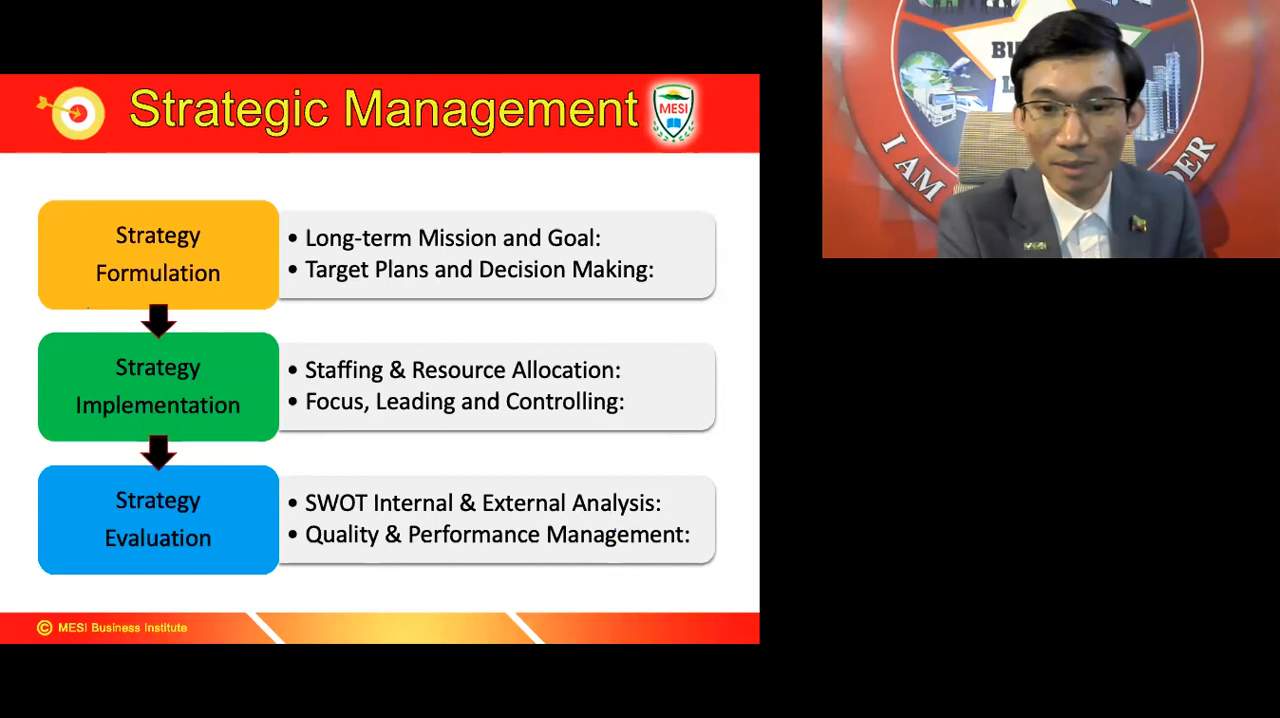 Strategic Management
MESI
Strategy
Formulation
• Long-term Mission and Goal:
• Target Plans and Decision Making:
Strategy
Implementation
• Staffing & Resource Allocation:
• Focus, Leading and Controlling:
Strategy
Evaluation
• SWOT Internal & External Analysis:
• Quality & Performance Management:
© MESI Business Institute
I AM